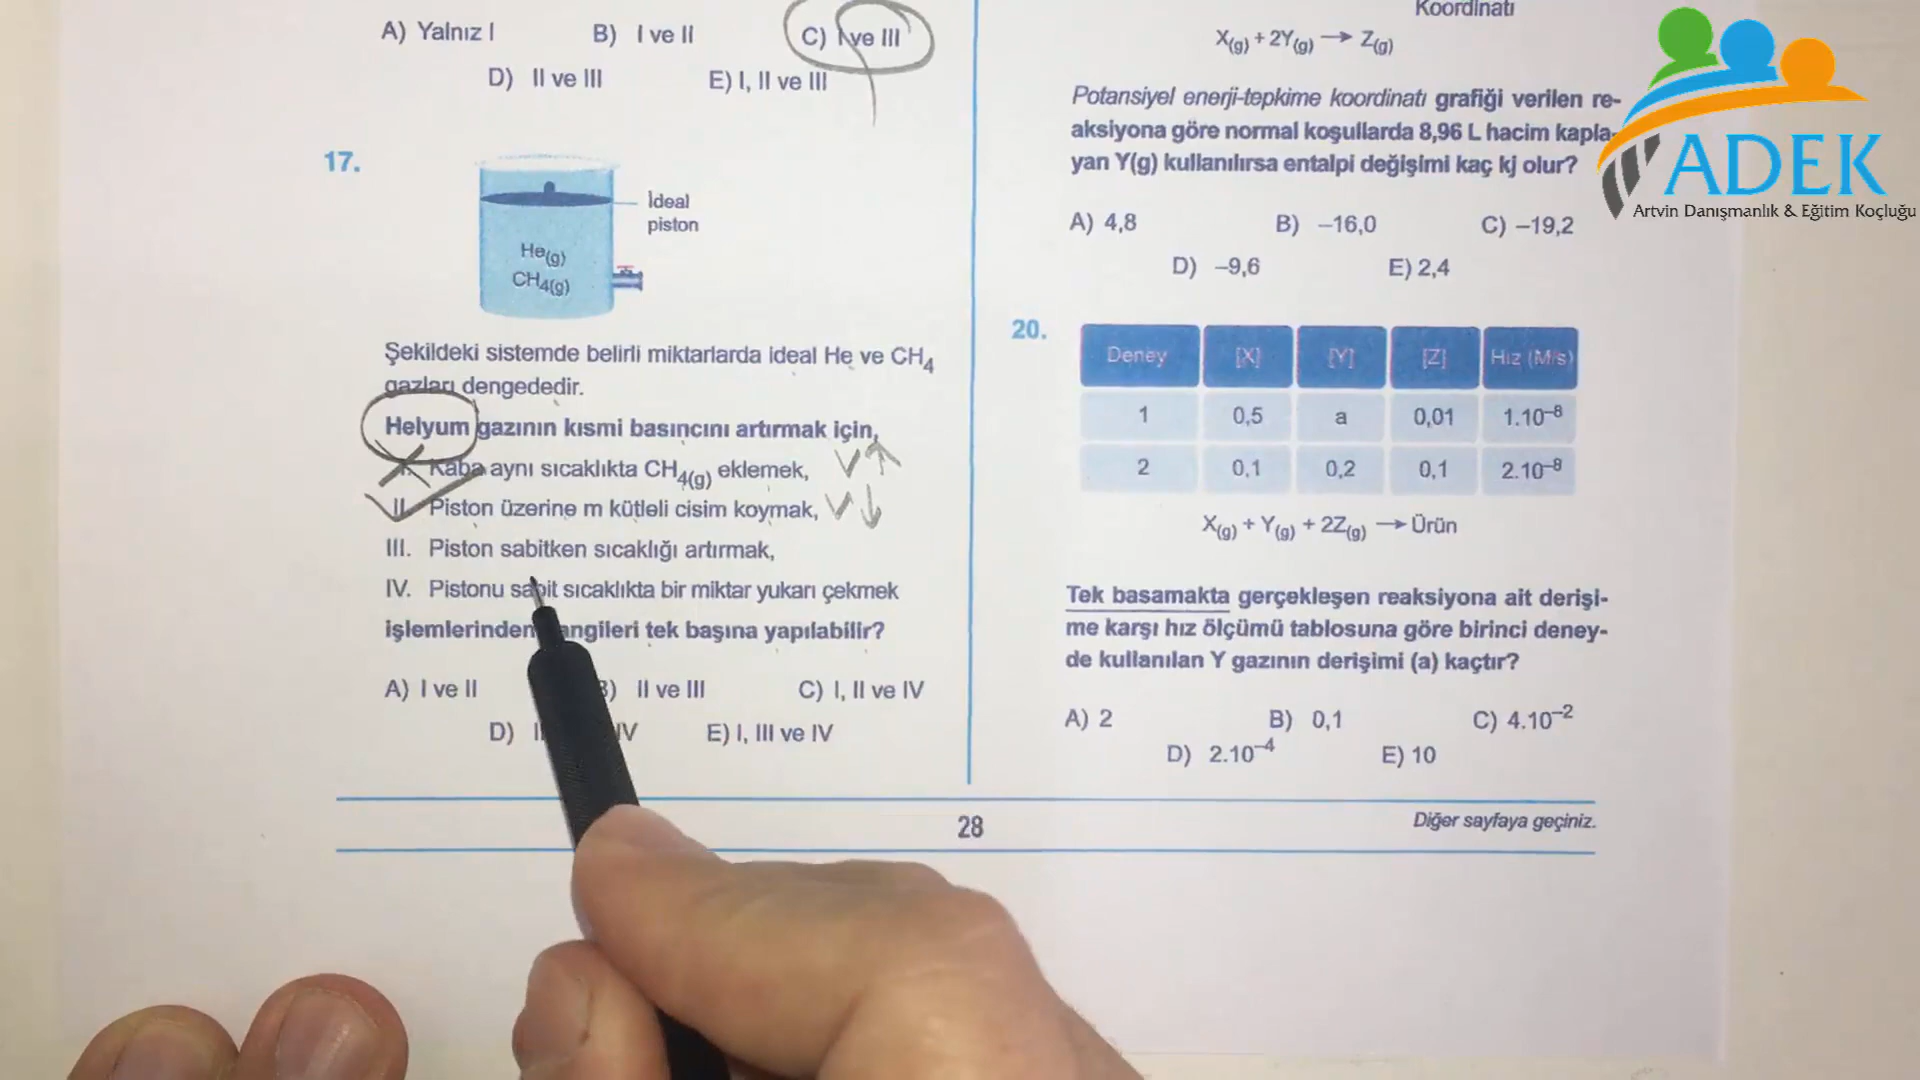 A) Yalnız I
B) I ve II
C) I ve III
D) II ve III
E) I, II ve III
17.
İdeal
piston
He(g)
CH4(g)
Şekildeki sistemde belirli miktarlarda ideal He ve CH4
gazları dengededir.
Helyum gazının kısmi basıncını artırmak için,
Kaba aynı sıcaklıkta CH4(g) eklemek, V↑
II. Piston üzerine m kütleli cisim koymak, V↓
III. Piston sabitken sıcaklığı artırmak,
IV. Pistonu sabit sıcaklıkta bir miktar yukarı çekmek
işlemlerinden hangileri tek başına yapılabilir?
A) I ve II
B) II ve III
C) I, II ve IV
D) IV
E) I, III ve IV
Koordinatı
X(g) + 2Y(g) → Z(g)
Potansiyel enerji-tepkime koordinatı grafiği verilen re-
aksiyona göre normal koşullarda 8,96 L hacim kapla-
yan Y(g) kullanılırsa entalpi değişimi kaç kj olur?
A) 4,8
B) –16,0
C) –19,2
D) –9,6
E) 2,4
20.
Deney [X] [Y] [Z] Hız (M/s)
1 0,5 a 0,01 1.10–8
2 0,1 0,2 0,1 2.10–8
X(g) + Y(g) + 2Z(g) → Ürün
Tek basamakta gerçekleşen reaksiyona ait derişi-
me karşı hız ölçümü tablosuna göre birinci deney-
de kullanılan Y gazının derişimi (a) kaçtır?
A) 2
B) 0,1
C) 4.10–2
D) 2.10–4
E) 10
28
Diğer sayfaya geçiniz.
ADEK
Artvin Danışmanlık & Eğitim Koçluğu